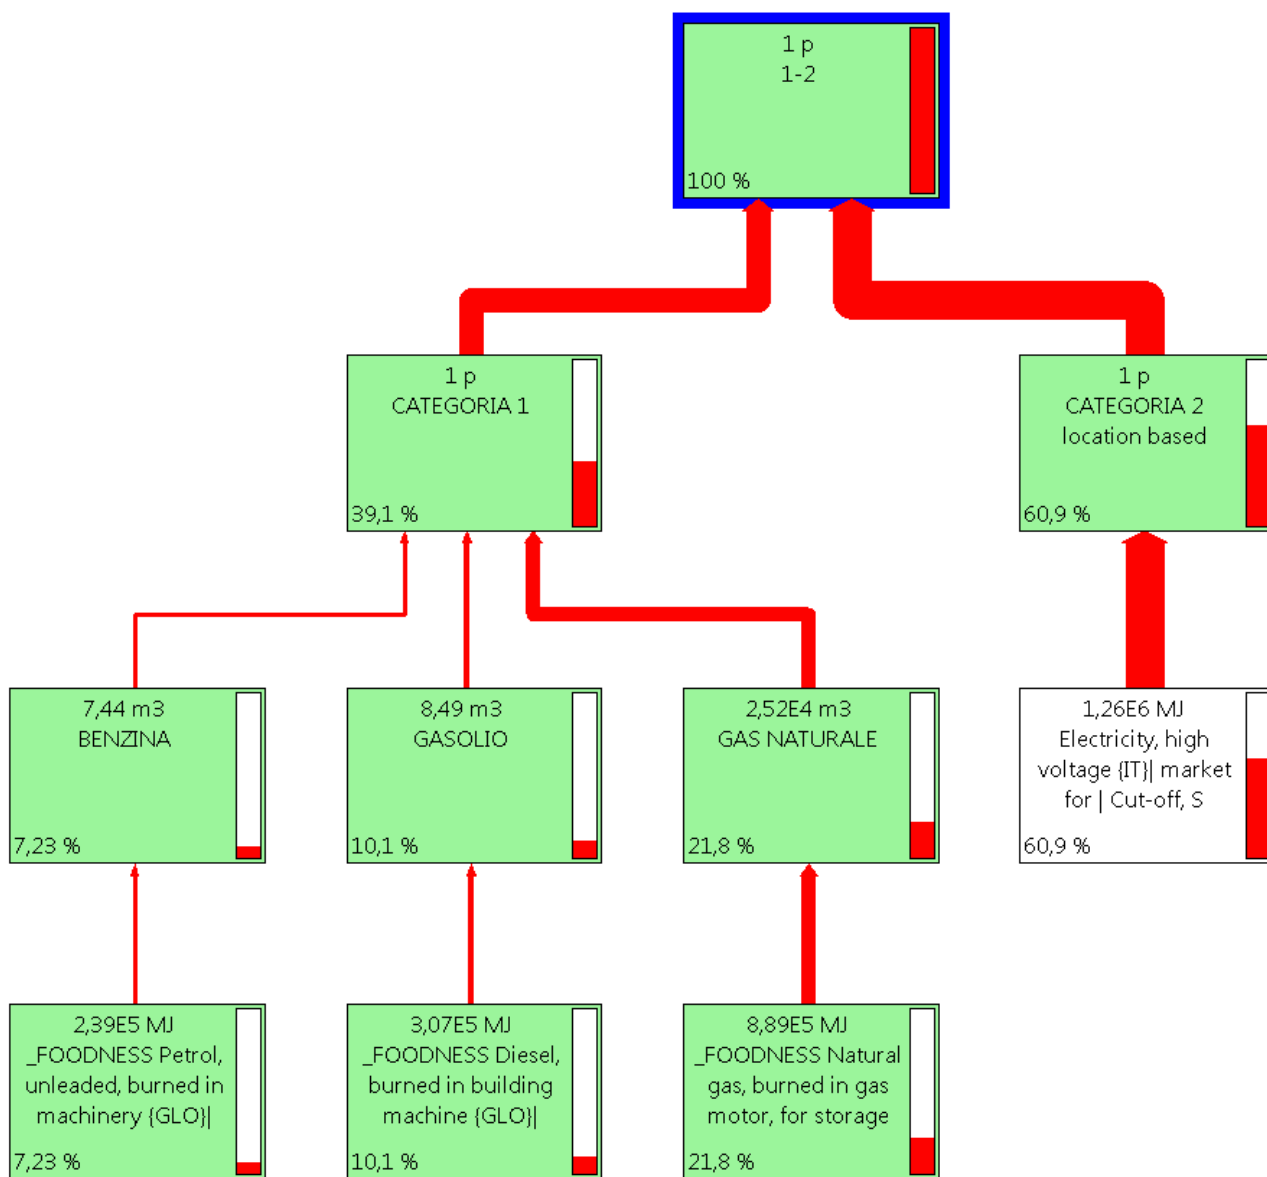 1 p
1-2
100 %
1 p
CATEGORIA 1
39,1 %
1 p
CATEGORIA 2
location based
60,9 %
7,44 m3
BENZINA
7,23 %
8,49 m3
GASOLIO
10,1 %
2,52E4 m3
GAS NATURALE
21,8 %
1,26E6 MJ
Electricity, high
voltage {IT}| market
for | Cut-off, S
60,9 %
2,39E5 MJ
_FOODNESS Petrol,
unleaded, burned in
machinery {GLO}|
7,23 %
3,07E5 MJ
_FOODNESS Diesel,
burned in building
machine {GLO}|
10,1 %
8,89E5 MJ
_FOODNESS Natural
gas, burned in gas
motor, for storage
21,8 %